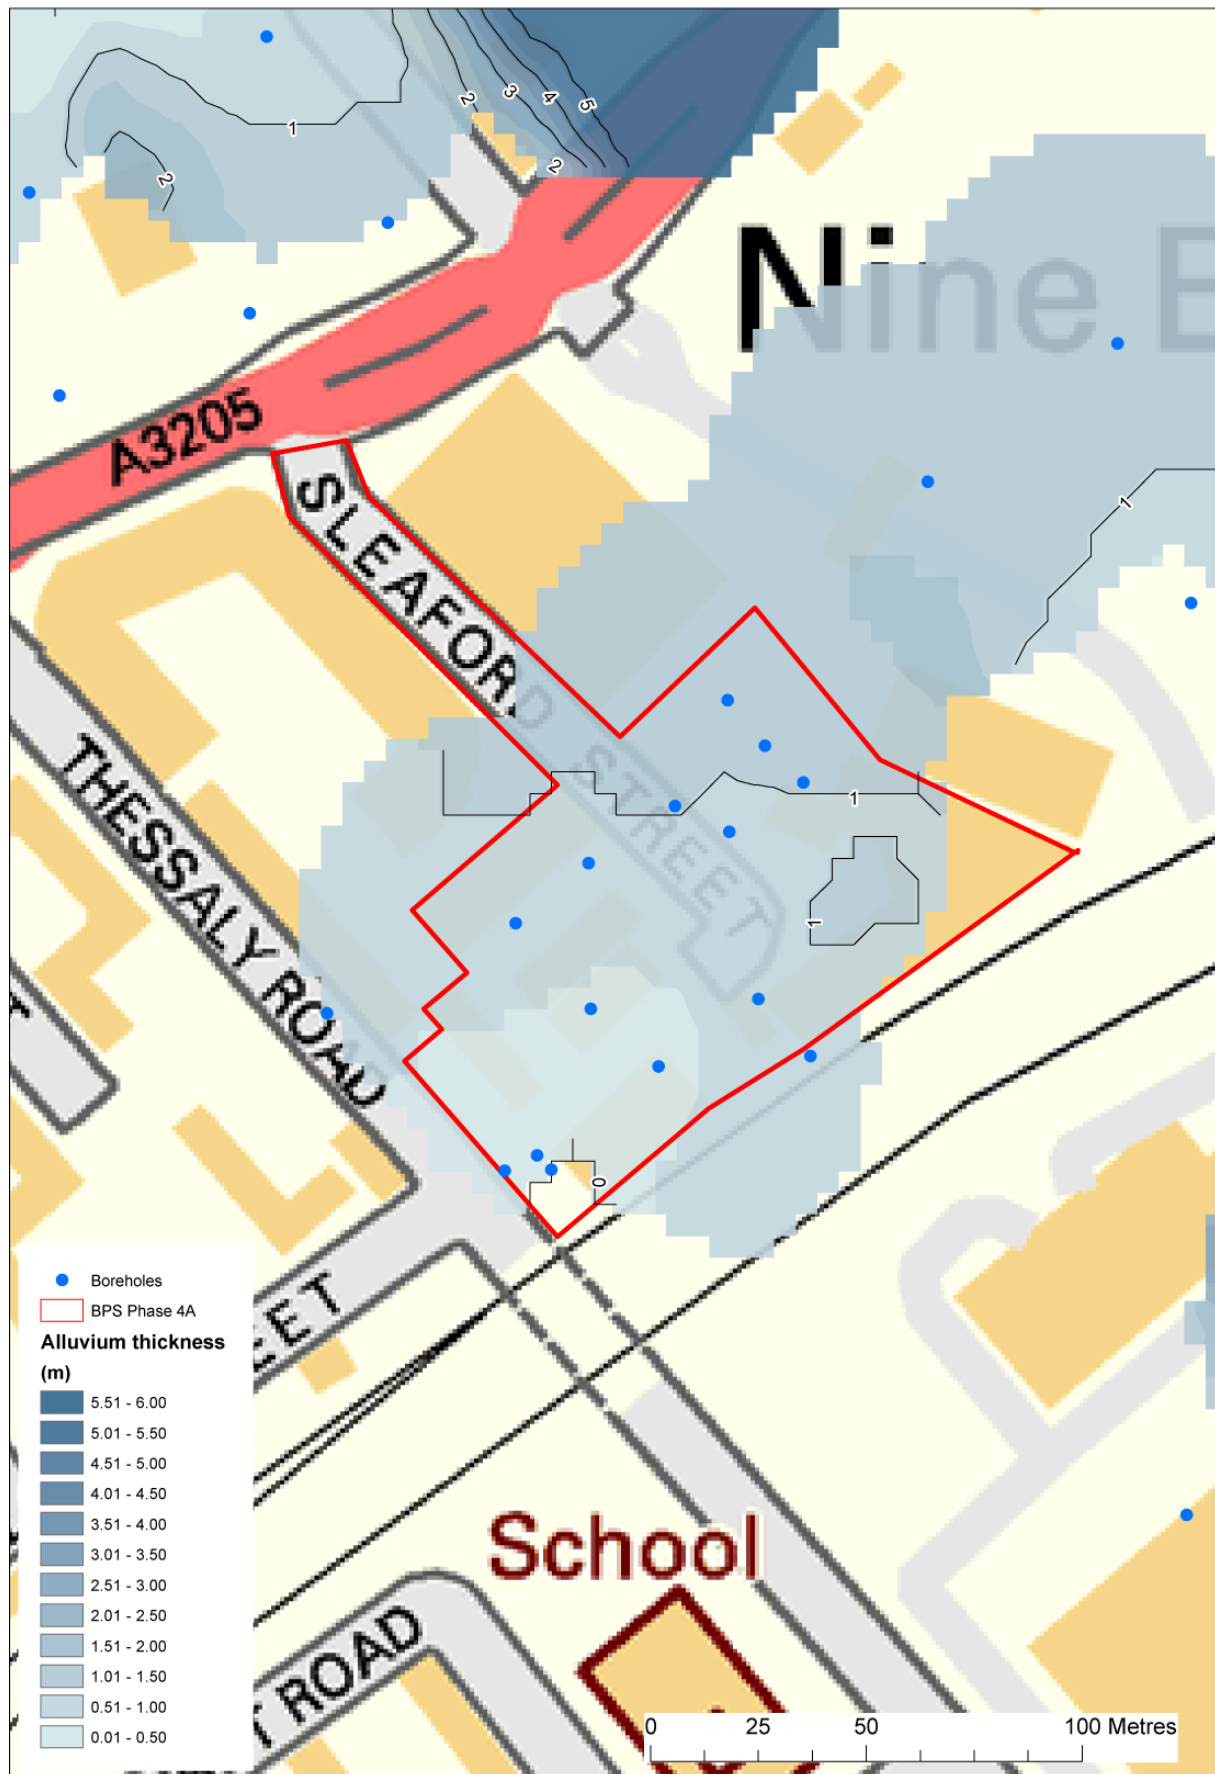 1
2
3
4
5
2
2
Nine E
A3205
SLEAFORD STREET
1
THESSALY ROAD
1
1
0
Boreholes
BPS Phase 4A
Alluvium thickness
(m)
5.51 - 6.00
5.01 - 5.50
4.51 - 5.00
4.01 - 4.50
3.51 - 4.00
3.01 - 3.50
2.51 - 3.00
2.01 - 2.50
1.51 - 2.00
1.01 - 1.50
0.51 - 1.00
0.01 - 0.50
EET
School
T ROAD
0 25 50 100 Metres